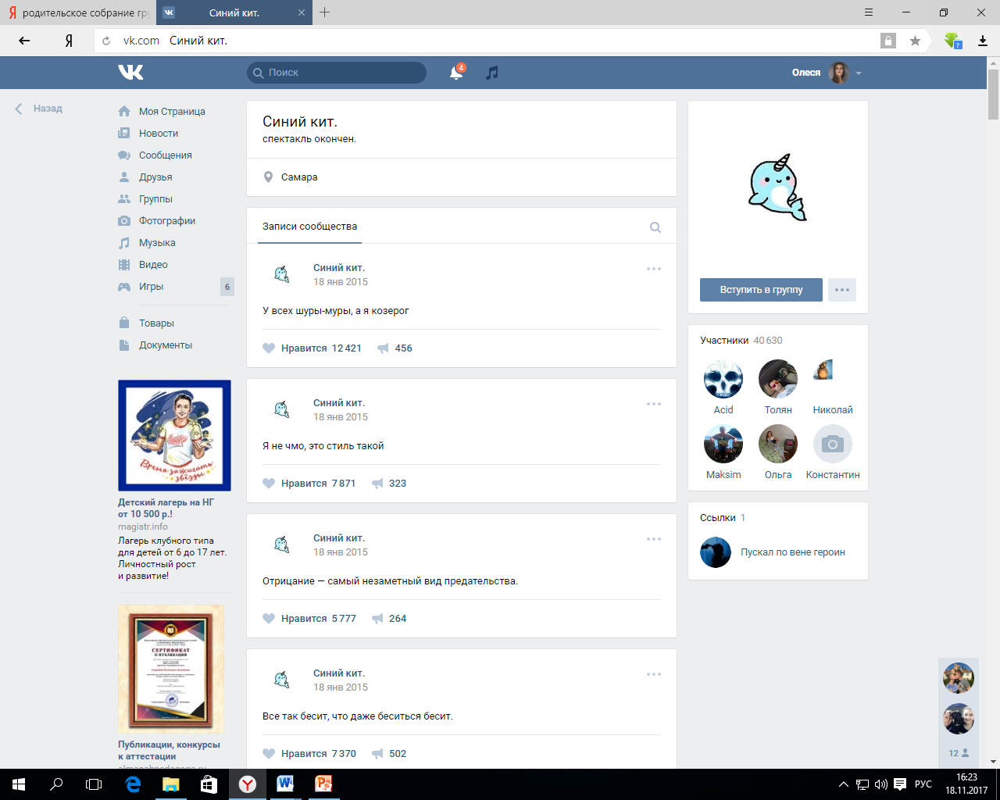 родительское собрание гру
Синий кит.
vk.com Синий кит.
Поиск
4
Олеся
Назад
Моя Страница
Новости
Сообщения
Друзья
Группы
Фотографии
Музыка
Видео
Игры
6
Товары
Документы
Время зажигать звёзды
Детский лагерь на НГ
от 10 500 р.!
magistr.info
Лагерь клубного типа
для детей от 6 до 17 лет.
Личностный рост
и развитие!
СЕРТИФИКАТ
О ПУБЛИКАЦИИ
Публикации, конкурсы
к аттестации
Синий кит.
спектакль окончен.
Самара
Записи сообщества
Синий кит.
18 янв 2015
У всех шуры-муры, а я козерог
Нравится 12 421 456
Синий кит.
18 янв 2015
Я не чмо, это стиль такой
Нравится 7 871 323
Синий кит.
18 янв 2015
Отрицание — самый незаметный вид предательства.
Нравится 5 777 264
Синий кит.
18 янв 2015
Все так бесит, что даже беситься бесит.
Нравится 7 370 502
Вступить в группу
Участники 40 630
Acid Толян Николай
Maksim Ольга Константин
Ссылки 1
Пускал по вене героин
12
РУС
16:23
18.11.2017